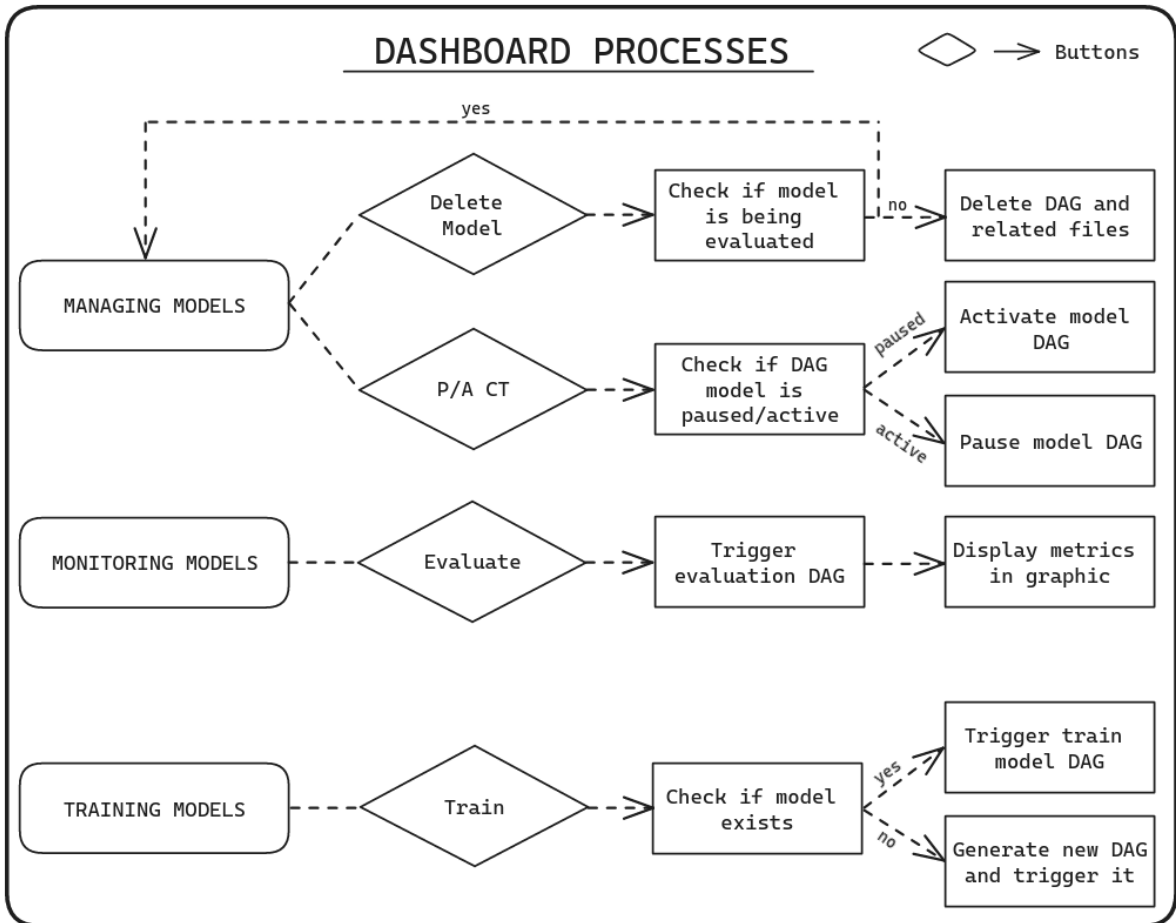 DASHBOARD PROCESSES
Buttons
yes
Delete
Model
Check if model
is being
evaluated
no
Delete DAG and
related files
MANAGING MODELS
P/A CT
Check if DAG
model is
paused/active
paused
Activate model
DAG
active
Pause model DAG
MONITORING MODELS
Evaluate
Trigger
evaluation DAG
Display metrics
in graphic
TRAINING MODELS
Train
Check if model
exists
yes
Trigger train
model DAG
no
Generate new DAG
and trigger it